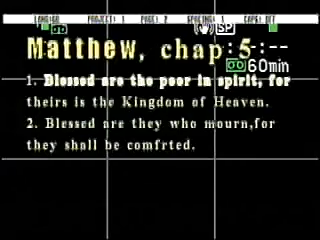 LANG:GO PROJECT: 1 PAGE: 2 SPACING: 1 CAPS: OFF
SP
Matthew, chap 5
:--:--
60min
1. Blessed are the poor in spirit, for
theirs is the Kingdom of Heaven.
2. Blessed are they who mourn,for
they shall be comfrted.